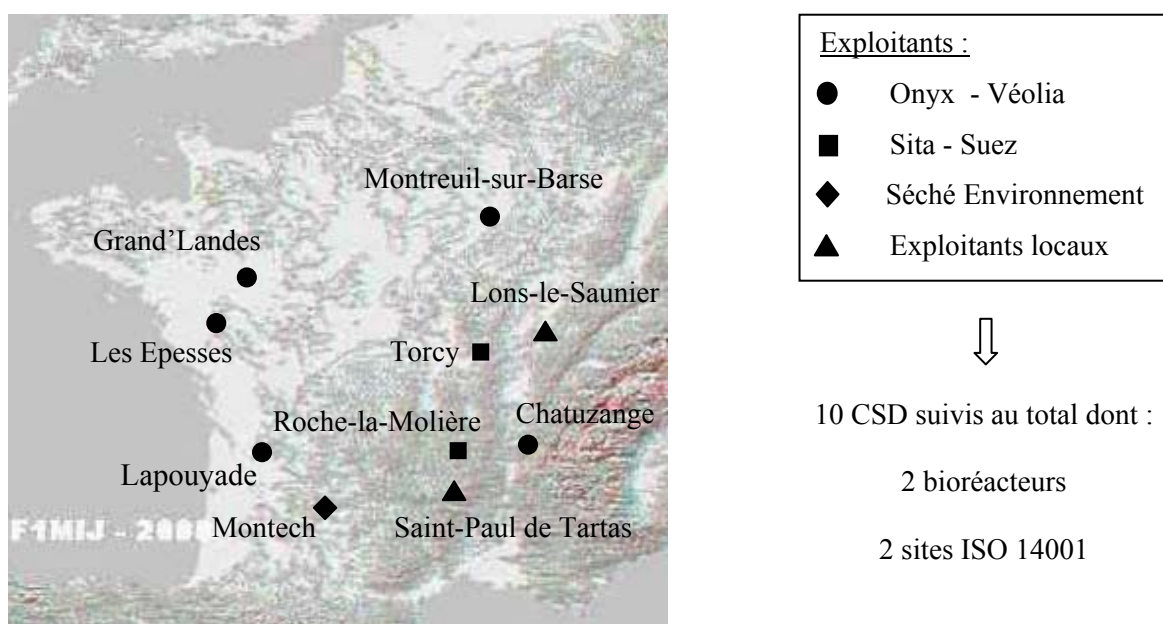 Montreuil-sur-Barse
Grand'Landes
Lons-le-Saunier
Les Epesses
Torcy
Roche-la-Molière
Chatuzange
Lapouyade
Montech
Saint-Paul de Tartas
Exploitants :
Onyx - Véolia
Sita - Suez
Séché Environnement
Exploitants locaux
10 CSD suivis au total dont :
2 bioréacteurs
2 sites ISO 14001